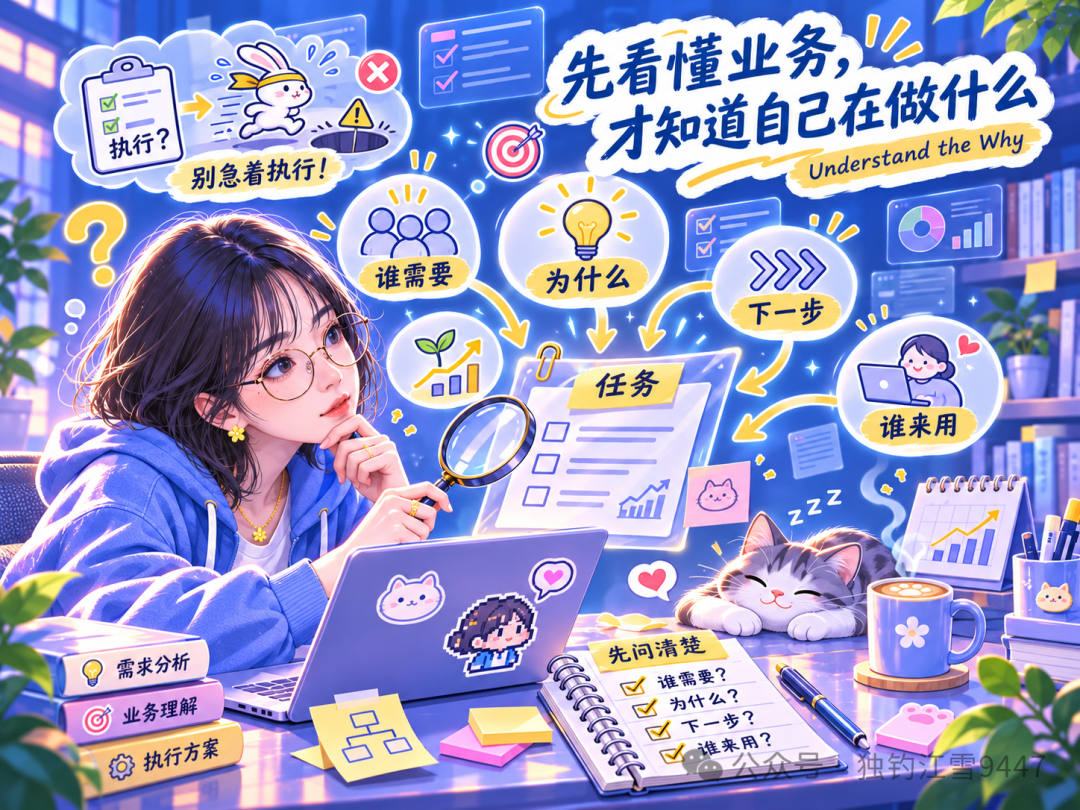 执行?
别急着执行!
先看懂业务,
才知道自己在做什么
Understand the Why
谁需要
为什么
下一步
谁来用
任务
zzz
需求分析
业务理解
执行方案
先问清楚
谁需要?
为什么?
下一步?
谁来用?
公众号·独钓江雪9447